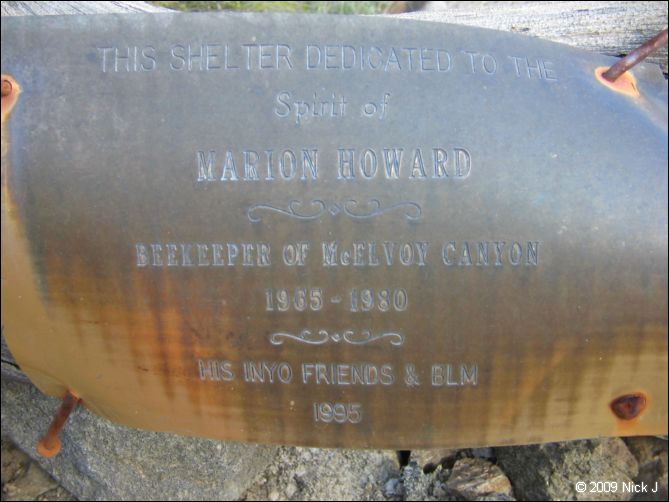 THIS SHELTER DEDICATED TO THE
Spirit of
MARION HOWARD
BEEKEEPER OF McELVOY CANYON
1965 - 1980
HIS INYO FRIENDS & BLM
1995
© 2009 Nick J